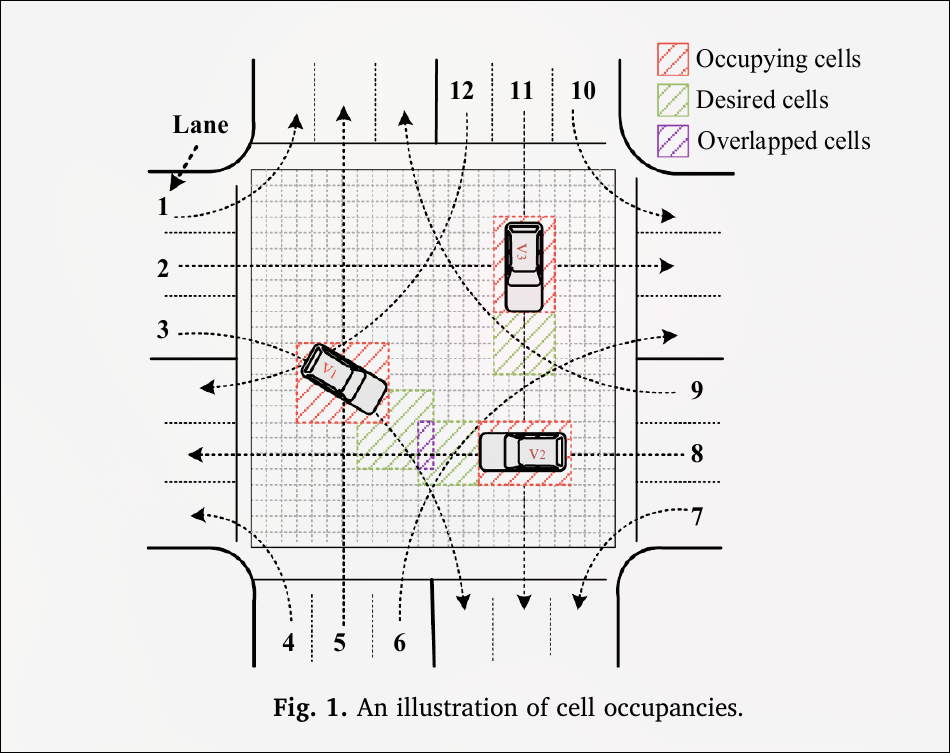 Occupying cells
Desired cells
Overlapped cells
Lane
12 11 10
1
2
3
V3
V1
V2
9
8
7
4 5 6
Fig. 1. An illustration of cell occupancies.